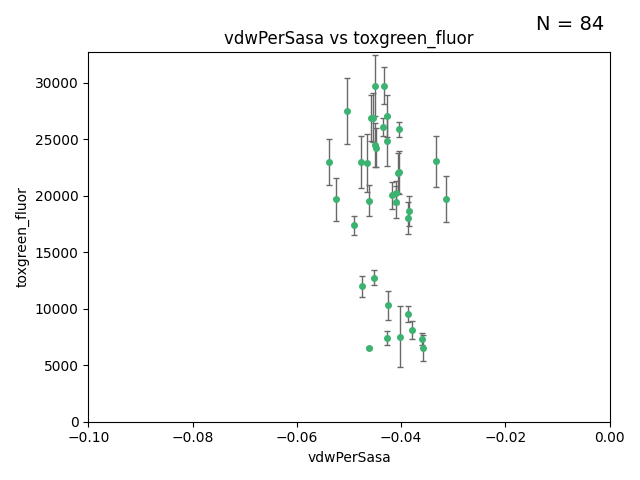 N = 84
vdwPerSasa vs toxgreen_fluor
30000
25000
20000
15000
10000
5000
0
toxgreen_fluor
−0.10 −0.08 −0.06 −0.04 −0.02 0.00
vdwPerSasa